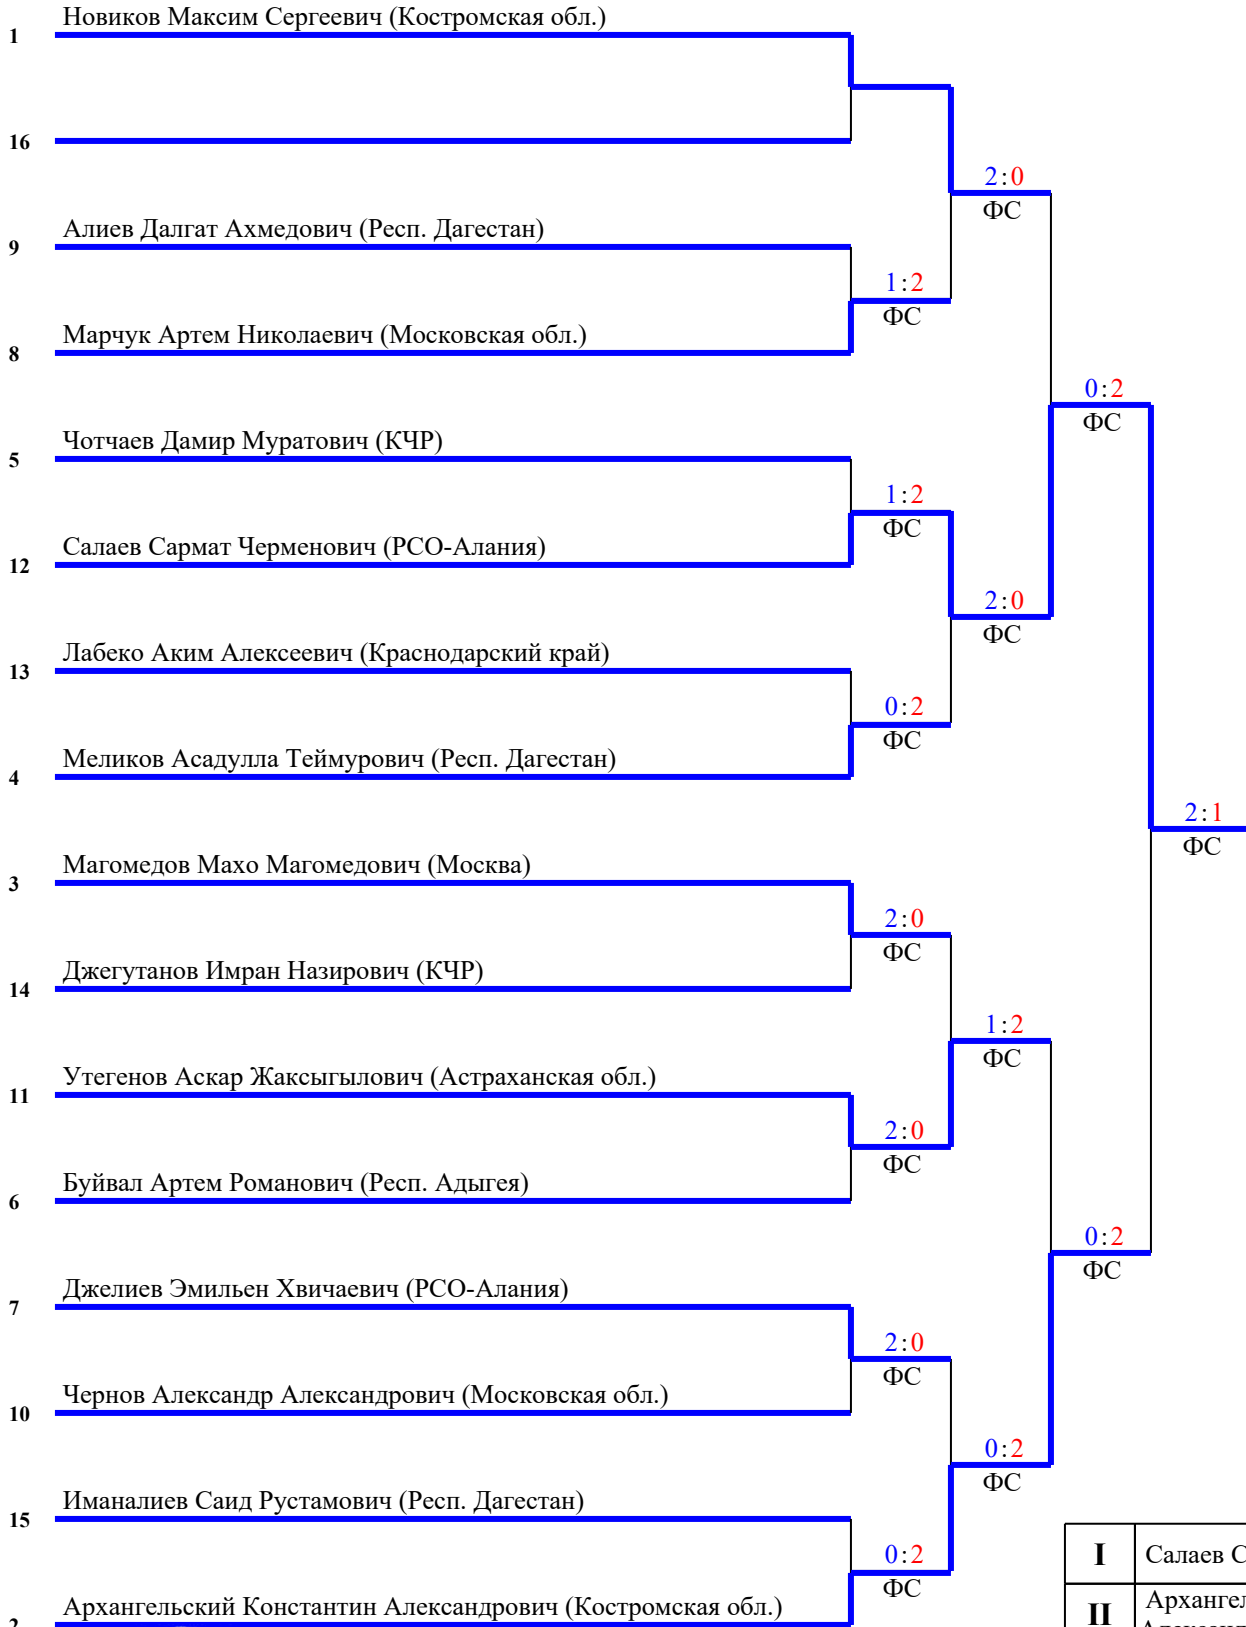 Новиков Максим Сергеевич (Костромская обл.)
1
16
2:0
ФС
Алиев Далгат Ахмедович (Респ. Дагестан)
9
1:2
ФС
Марчук Артем Николаевич (Московская обл.)
8
0:2
ФС
Чотчаев Дамир Муратович (КЧР)
5
1:2
ФС
Салаев Сармат Черменович (РСО-Алания)
12
2:0
ФС
Лабеко Аким Алексеевич (Краснодарский край)
13
0:2
ФС
Меликов Асадулла Теймурович (Респ. Дагестан)
4
2:1
ФС
Магомедов Махо Магомедович (Москва)
3
2:0
ФС
Джегутанов Имран Назирович (КЧР)
14
1:2
ФС
Утегенов Аскар Жаксыгылович (Астраханская обл.)
11
2:0
ФС
Буйвал Артем Романович (Респ. Адыгея)
6
0:2
ФС
Джелиев Эмильен Хвичаевич (РСО-Алания)
7
2:0
ФС
Чернов Александр Александрович (Московская обл.)
10
0:2
ФС
Иманалиев Саид Рустамович (Респ. Дагестан)
15
0:2
ФС
I Салаев С
Архангельский Константин Александрович (Костромская обл.)
2
II Архангел